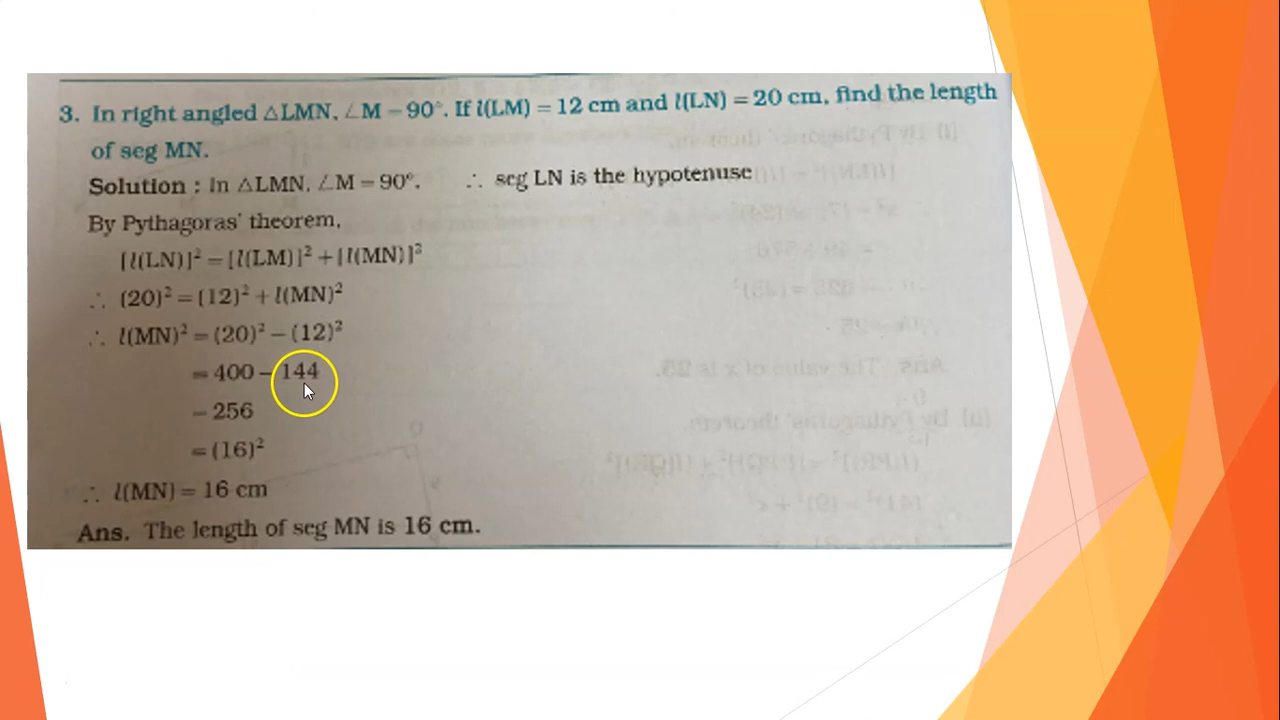 3. In right angled △LMN, ∠M = 90°. If l(LM) = 12 cm and l(LN) = 20 cm, find the length
of seg MN.
Solution : In △LMN, ∠M = 90°. ∴ seg LN is the hypotenuse
By Pythagoras' theorem,
[l(LN)]² = [l(LM)]² + [l(MN)]²
∴ (20)² = (12)² + l(MN)²
∴ l(MN)² = (20)² − (12)²
= 400 − 144
= 256
= (16)²
∴ l(MN) = 16 cm
Ans. The length of seg MN is 16 cm.